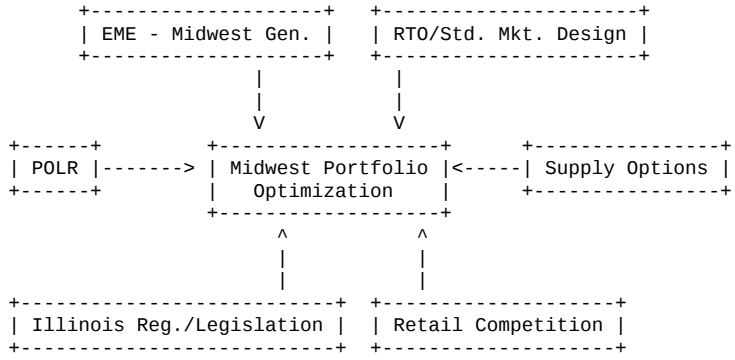 EME - Midwest Gen. RTO/Std. Mkt. Design
POLR Midwest Portfolio Supply Options
Optimization
Illinois Reg./Legislation Retail Competition